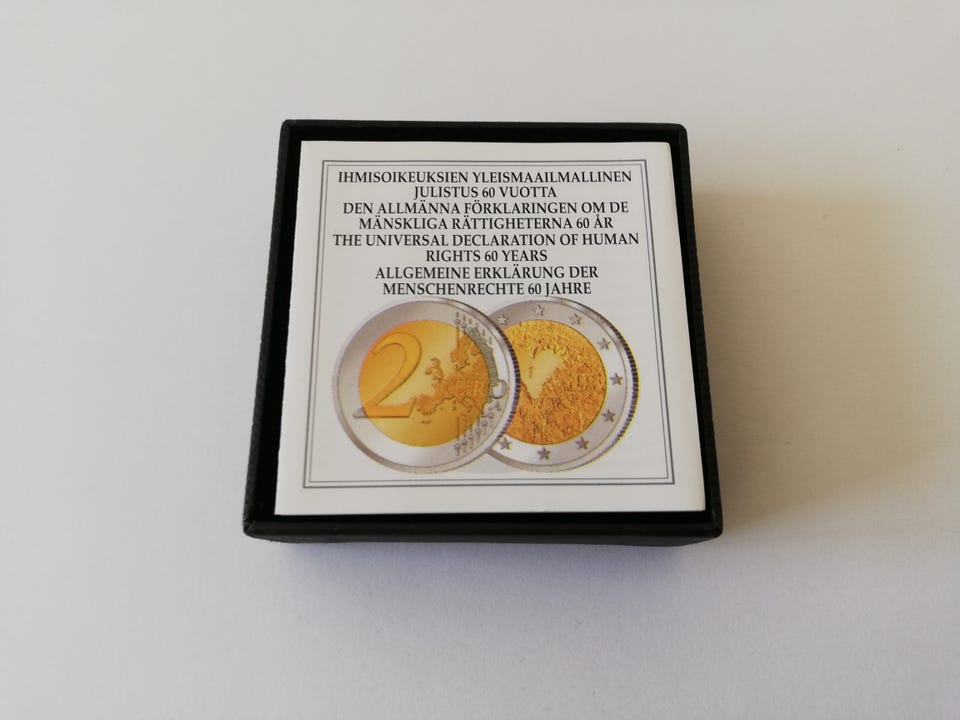 IHMISOIKEUKSIEN YLEISMAAILMALLINEN
JULISTUS 60 VUOTTA
DEN ALLMÄNNA FÖRKLARINGEN OM DE
MÄNSKLIGA RÄTTIGHETERNA 60 ÅR
THE UNIVERSAL DECLARATION OF HUMAN
RIGHTS 60 YEARS
ALLGEMEINE ERKLÄRUNG DER
MENSCHENRECHTE 60 JAHRE
2